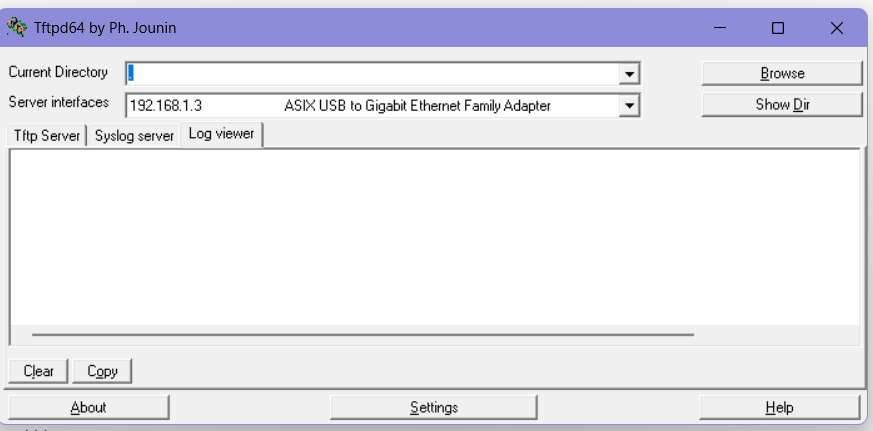 Tftpd64 by Ph. Jounin
Current Directory . Browse
Server interfaces 192.168.1.3 ASIX USB to Gigabit Ethernet Family Adapter Show Dir
Tftp Server Syslog server Log viewer
Clear Copy
About Settings Help